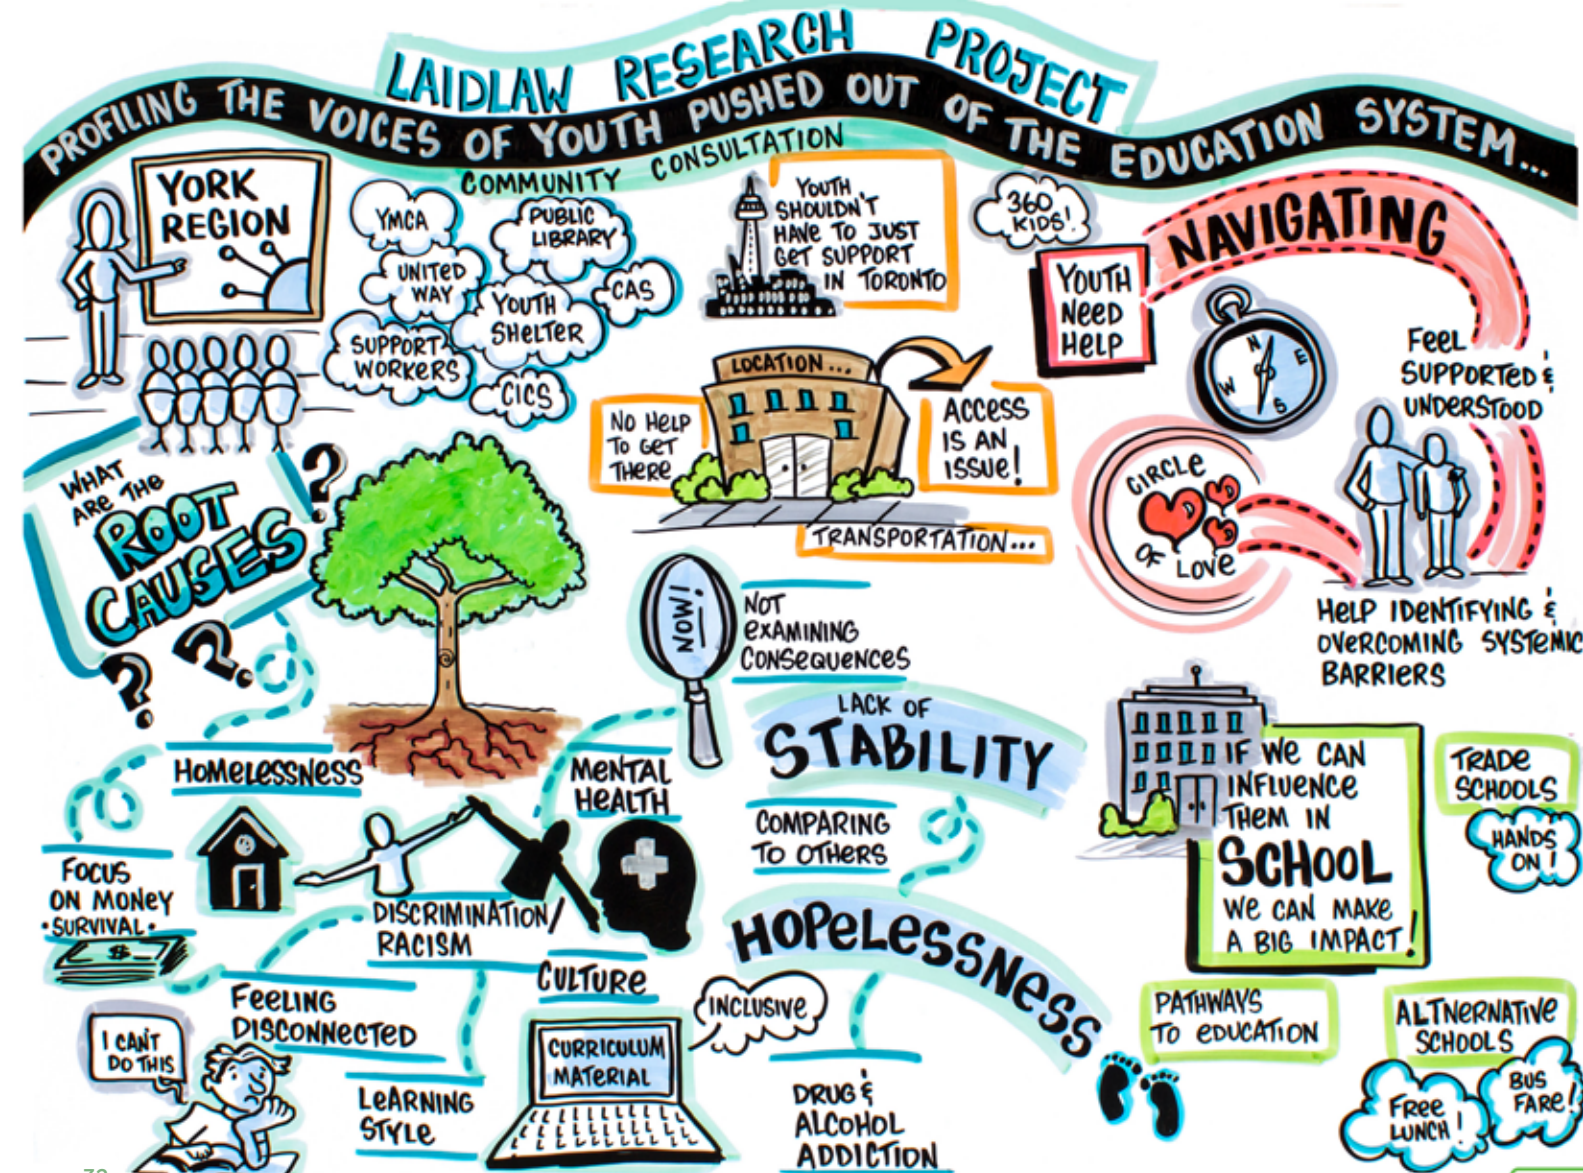 LAIDLAW RESEARCH PROJECT
PROFILING THE VOICES OF YOUTH PUSHED OUT OF THE EDUCATION SYSTEM...
COMMUNITY CONSULTATION
YORK
REGION
YMCA
PUBLIC
LIBRARY
UNITED
WAY
CAS
YOUTH
SHELTER
SUPPORT
WORKERS
CICS
YOUTH
SHOULDN'T
HAVE TO JUST
GET SUPPORT
IN TORONTO
360
KIDS!
NAVIGATING
YOUTH
NEED
HELP
N
E
S
W
FEEL
SUPPORTED &
UNDERSTOOD
LOCATION...
NO HELP
TO GET
THERE
ACCESS
IS AN
ISSUE!
TRANSPORTATION...
CIRCLE
OF LOVE
HELP IDENTIFYING &
OVERCOMING SYSTEMIC
BARRIERS
WHAT
ARE THE
ROOT
CAUSES
???
NOW!
NOT
EXAMINING
CONSEQUENCES
LACK OF
STABILITY
HOMELESSNESS
MENTAL
HEALTH
COMPARING
TO OTHERS
FOCUS
ON MONEY
•SURVIVAL•
$
DISCRIMINATION/
RACISM
HOPELESSNESS
IF WE CAN
INFLUENCE
THEM IN
SCHOOL
WE CAN MAKE
A BIG IMPACT!
TRADE
SCHOOLS
HANDS
ON!
FEELING
DISCONNECTED
CULTURE
INCLUSIVE
I CAN'T
DO THIS
CURRICULUM
MATERIAL
LEARNING
STYLE
DRUG &
ALCOHOL
ADDICTION
PATHWAYS
TO EDUCATION
ALTNERNATIVE
SCHOOLS
FREE
LUNCH!
BUS
FARE!